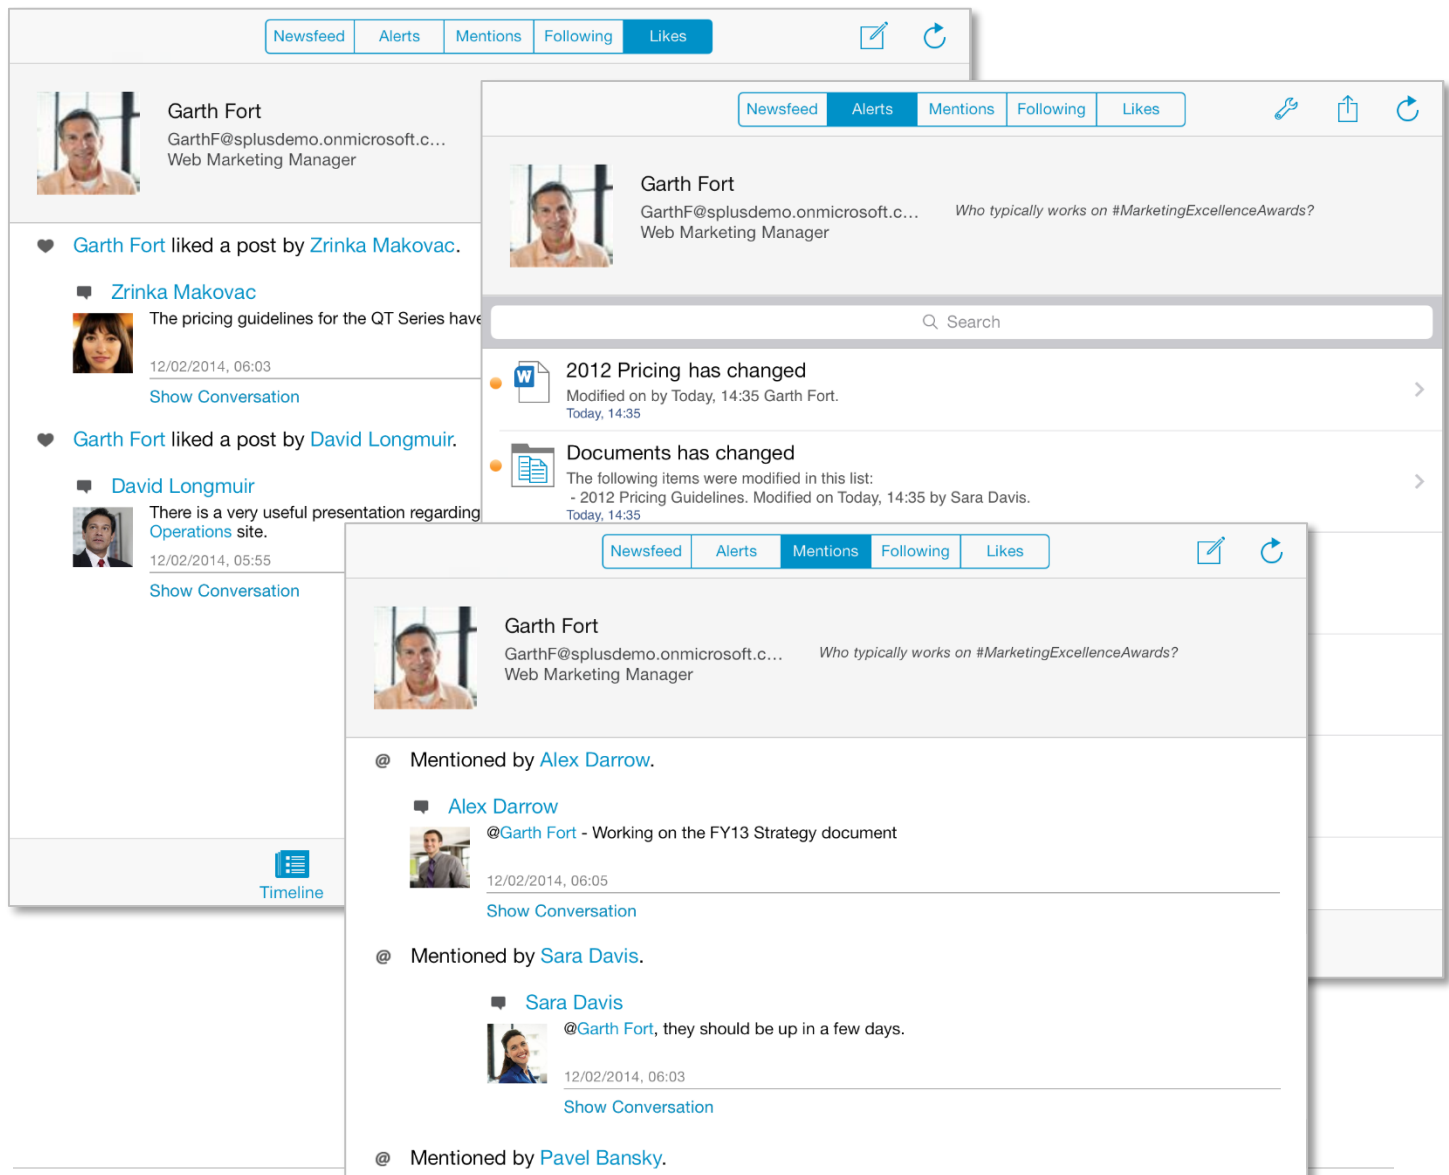 Newsfeed Alerts Mentions Following Likes
Garth Fort
GarthF@splusdemo.onmicrosoft.c...
Web Marketing Manager
Garth Fort liked a post by Zrinka Makovac.
Zrinka Makovac
The pricing guidelines for the QT Series have
12/02/2014, 06:03
Show Conversation
Garth Fort liked a post by David Longmuir.
David Longmuir
There is a very useful presentation regarding
Operations site.
12/02/2014, 05:55
Show Conversation
Timeline
Newsfeed Alerts Mentions Following Likes
Garth Fort
GarthF@splusdemo.onmicrosoft.c...
Web Marketing Manager
Who typically works on #MarketingExcellenceAwards?
Search
W
2012 Pricing has changed
Modified on by Today, 14:35 Garth Fort.
Today, 14:35
Documents has changed
The following items were modified in this list:
- 2012 Pricing Guidelines. Modified on Today, 14:35 by Sara Davis.
Today, 14:35
Newsfeed Alerts Mentions Following Likes
Garth Fort
GarthF@splusdemo.onmicrosoft.c...
Web Marketing Manager
Who typically works on #MarketingExcellenceAwards?
@ Mentioned by Alex Darrow.
Alex Darrow
@Garth Fort - Working on the FY13 Strategy document
12/02/2014, 06:05
Show Conversation
@ Mentioned by Sara Davis.
Sara Davis
@Garth Fort, they should be up in a few days.
12/02/2014, 06:03
Show Conversation
@ Mentioned by Pavel Bansky.